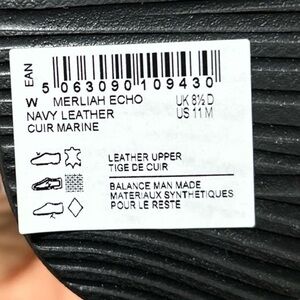 EAN
5 063090 109430
W MERLIAH ECHO UK 8½ D
NAVY LEATHER US 11 M
CUIR MARINE
LEATHER UPPER
TIGE DE CUIR
BALANCE MAN MADE
MATERIAUX SYNTHETIQUES
POUR LE RESTE